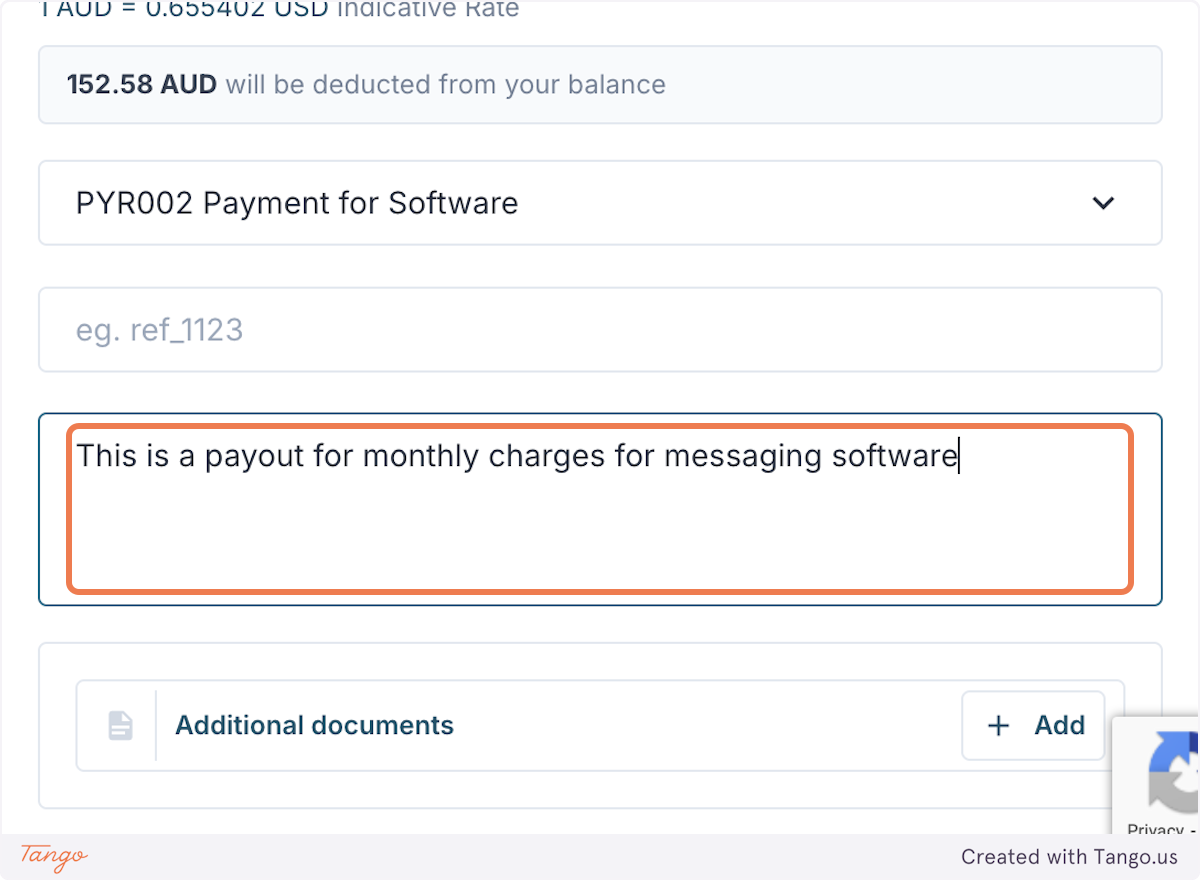 1 AUD = 0.655402 USD Indicative Rate
152.58 AUD will be deducted from your balance
PYR002 Payment for Software
eg. ref_1123
This is a payout for monthly charges for messaging software
Additional documents
+ Add
Privacy -
Tango
Created with Tango.us